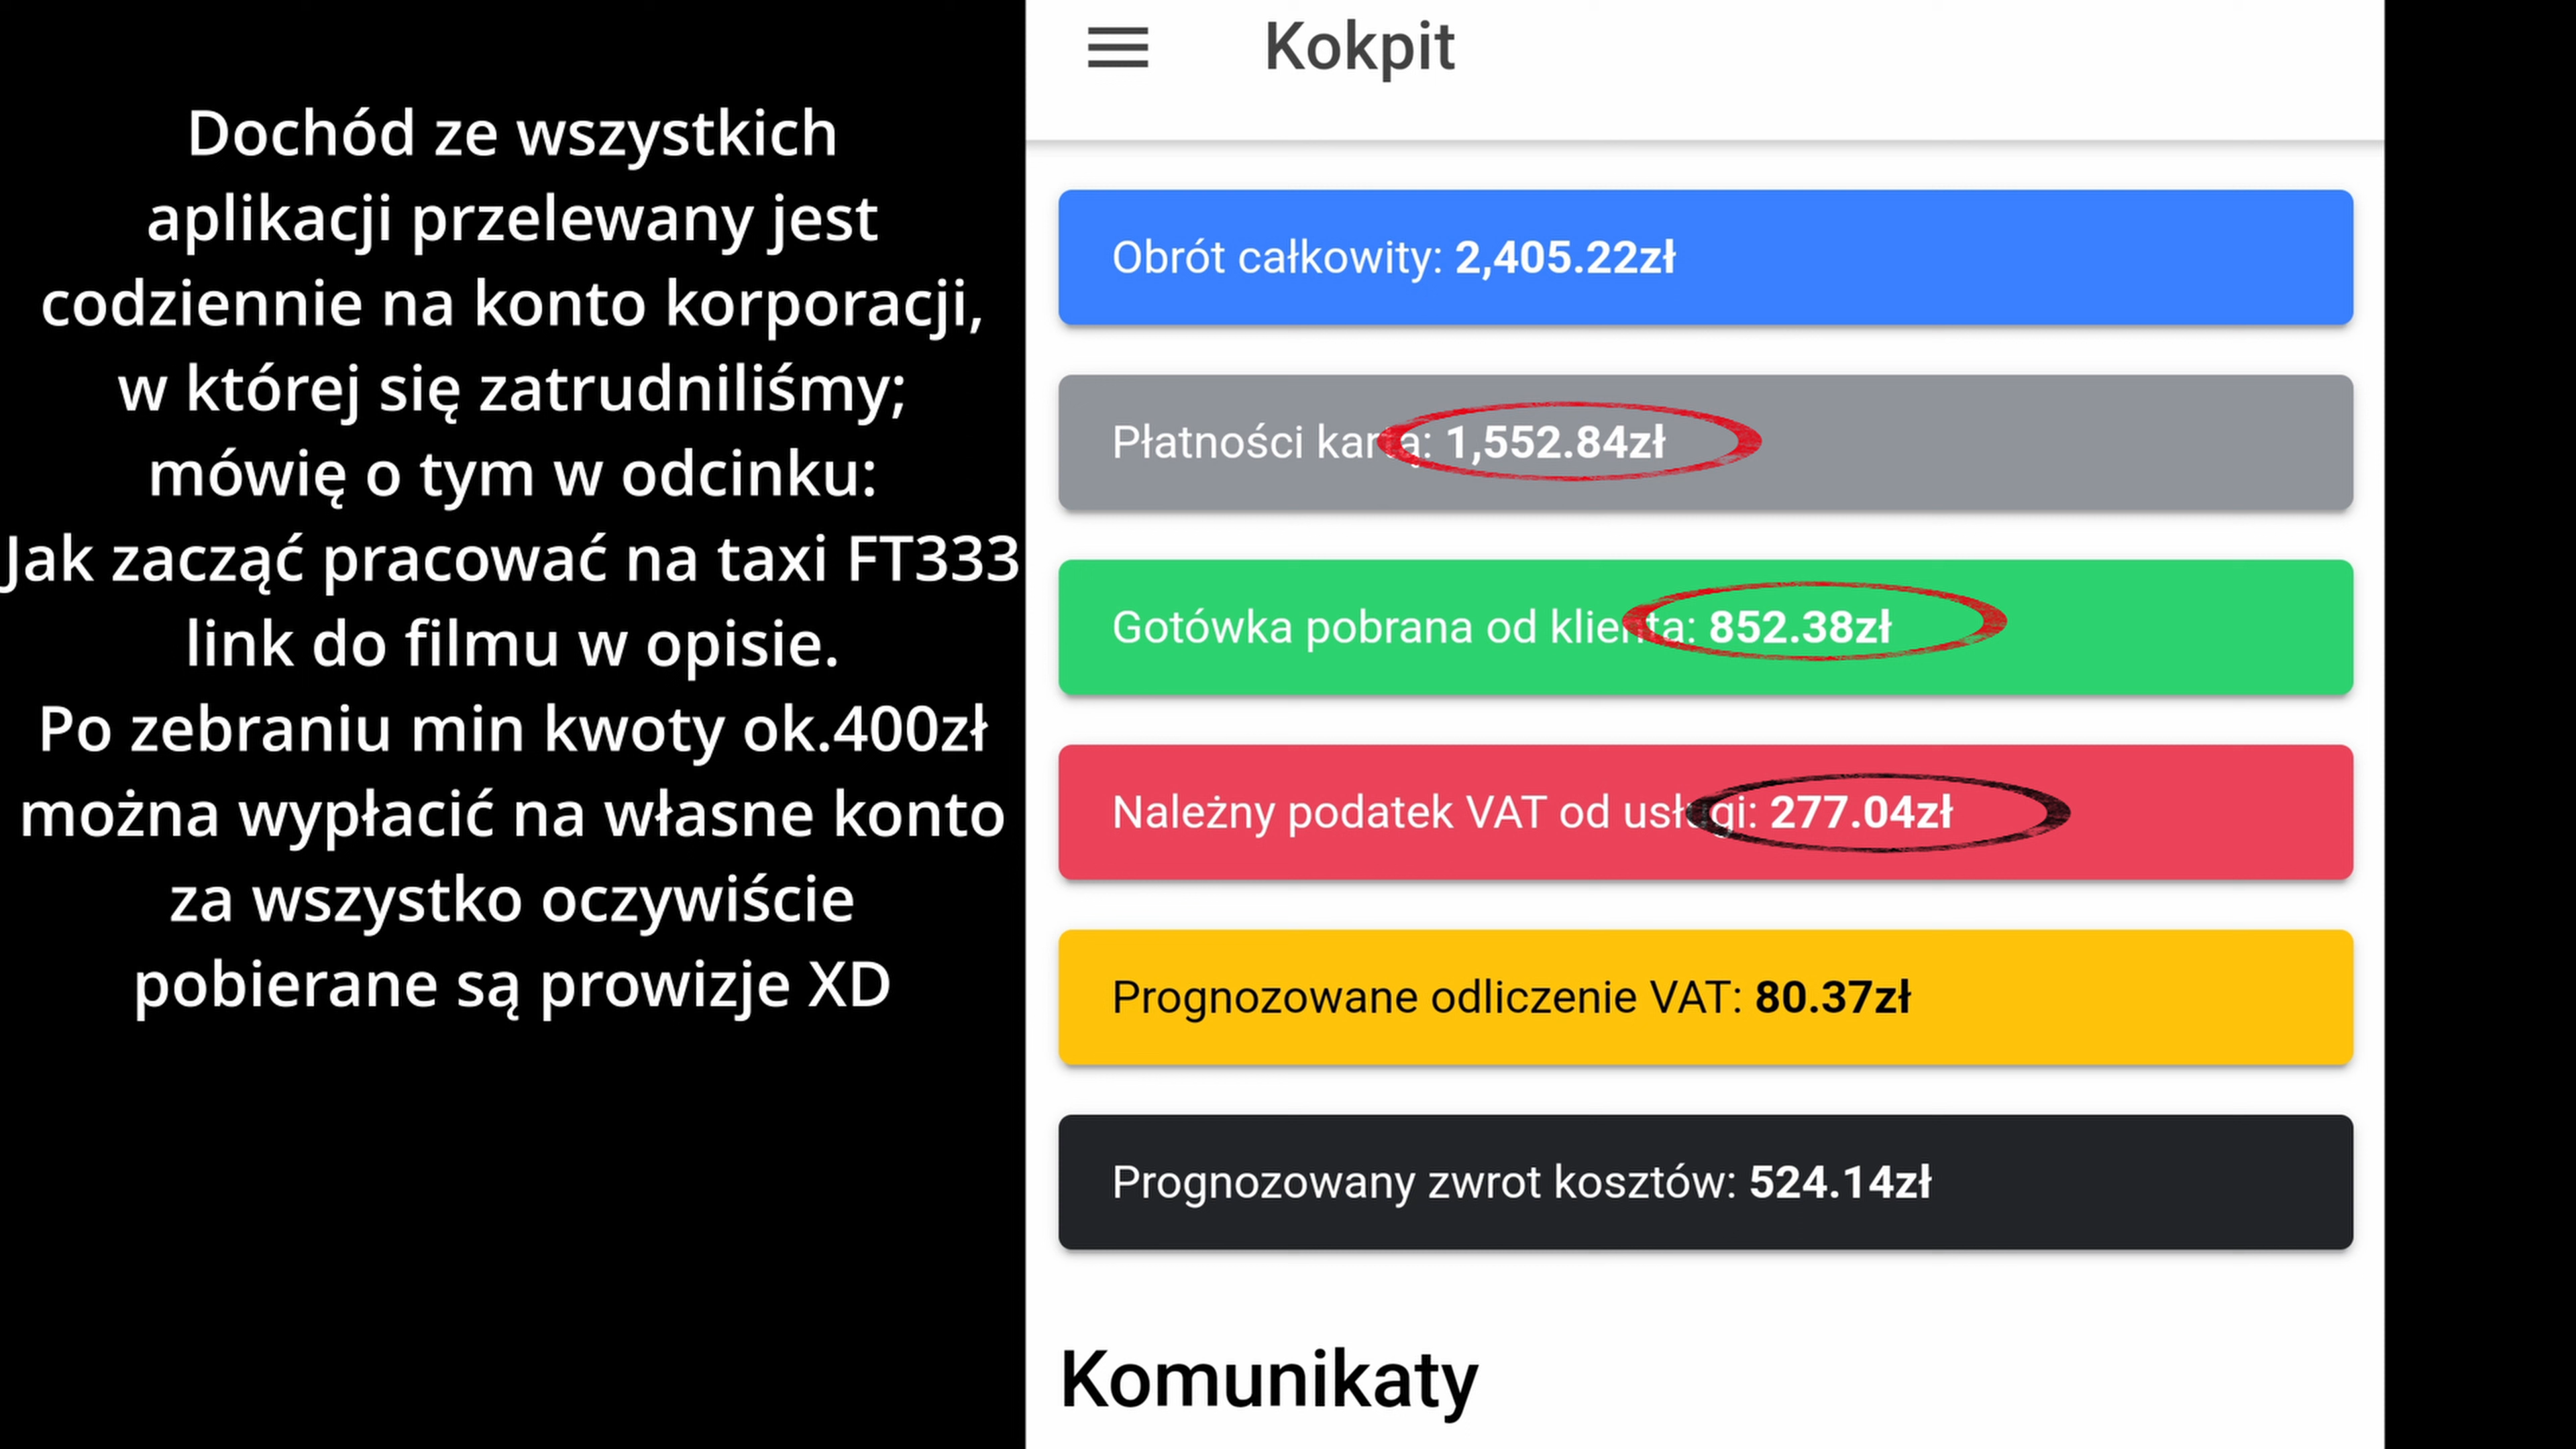 Dochód ze wszystkich
aplikacji przelewany jest
codziennie na konto korporacji,
w której się zatrudniliśmy;
mówię o tym w odcinku:
Jak zacząć pracować na taxi FT333
link do filmu w opisie.
Po zebraniu min kwoty ok.400zł
można wypłacić na własne konto
za wszystko oczywiście
pobierane są prowizje XD
Kokpit
Obrót całkowity: 2,405.22zł
Płatności kartą: 1,552.84zł
Gotówka pobrana od klienta: 852.38zł
Należny podatek VAT od usługi: 277.04zł
Prognozowane odliczenie VAT: 80.37zł
Prognozowany zwrot kosztów: 524.14zł
Komunikaty